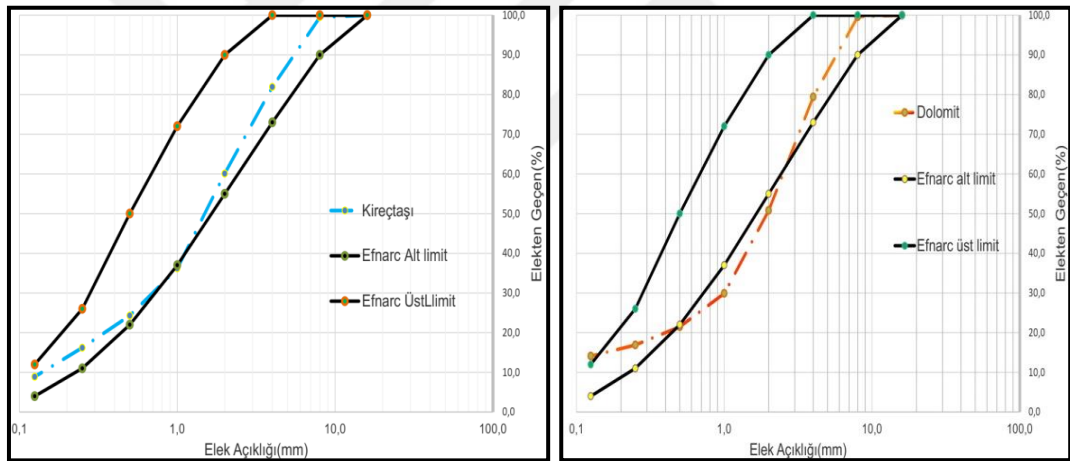 100,0
90,0
80,0
70,0
60,0
50,0
40,0
30,0
20,0
10,0
0,0
Elekten Geçen(%)
Kireçtaşı
Efnarc Alt limit
Efnarc ÜstLlimit
0,1 1,0 10,0 100,0
Elek Açıklığı(mm)
100,0
90,0
80,0
70,0
60,0
50,0
40,0
30,0
20,0
10,0
0,0
Elekten Geçen(%)
Dolomit
Efnarc alt limit
Efnarc üst limit
0,1 1,0 10,0 100,0
Elek Açıklığı(mm)